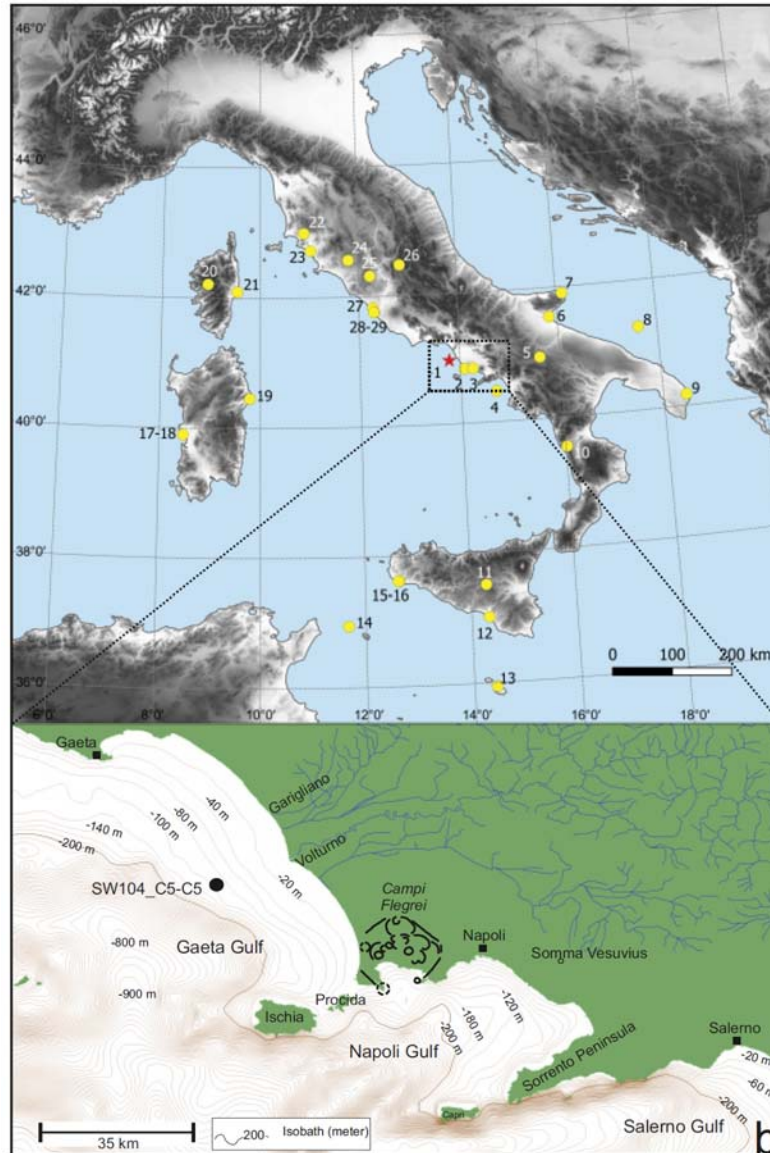 46°0'
44°0'
22
24
26
23
25
20
21
42°0'
27
7
28-29
6
8
1
5
2 3
4
9
19
40°0'
17-18
10
38°0'
11
15-16
14
12
0 100 200 km
13
36°0'
6°0' 8°0' 10°0' 12°0' 14°0' 16°0' 18°0'
Gaeta
Garigliano
-40 m
-80 m
-100 m
-140 m
-200 m
Volturno
-20 m
SW104_C5-C5
Campi
Flegrei
Napoli
-800 m
Gaeta Gulf
Somma Vesuvius
-900 m
Procida
-120 m
Ischia
-180 m
-200 m
Salerno
Napoli Gulf
Sorrento Peninsula
-20 m
-60 m
-200 m
Capri
35 km
200 Isobath (meter)
Salerno Gulf
b